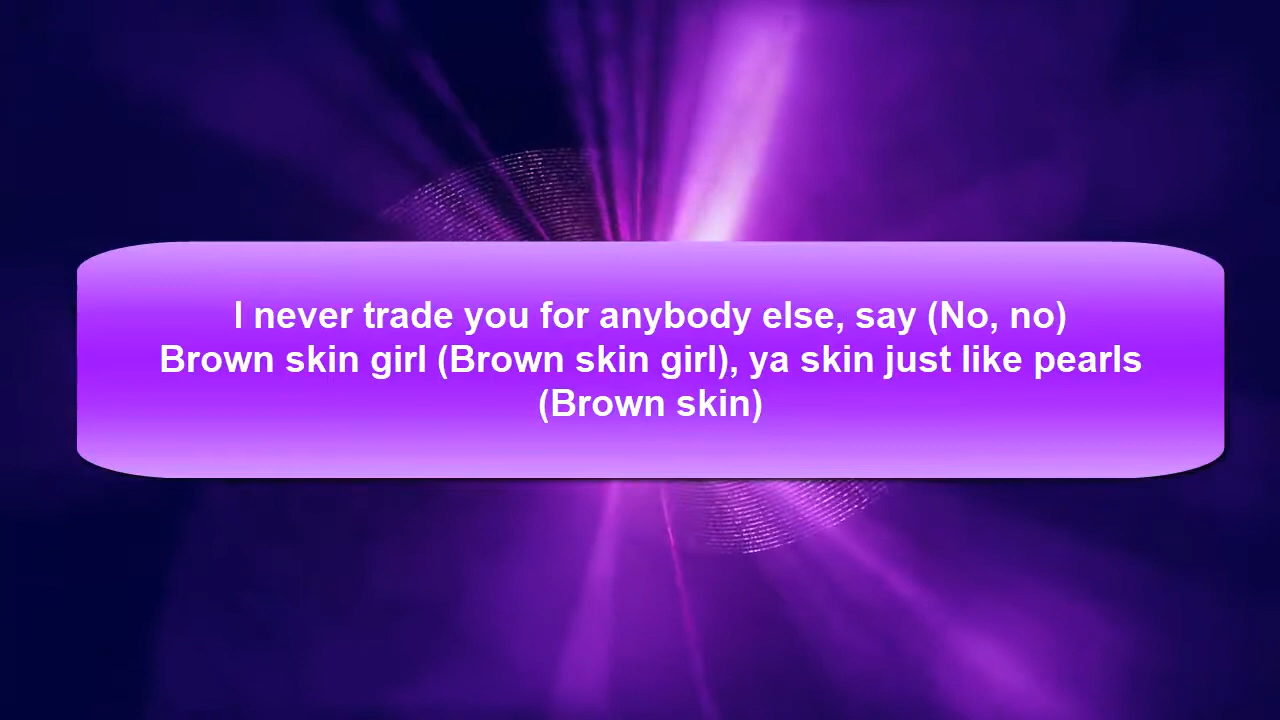 I never trade you for anybody else, say (No, no)
Brown skin girl (Brown skin girl), ya skin just like pearls
(Brown skin)